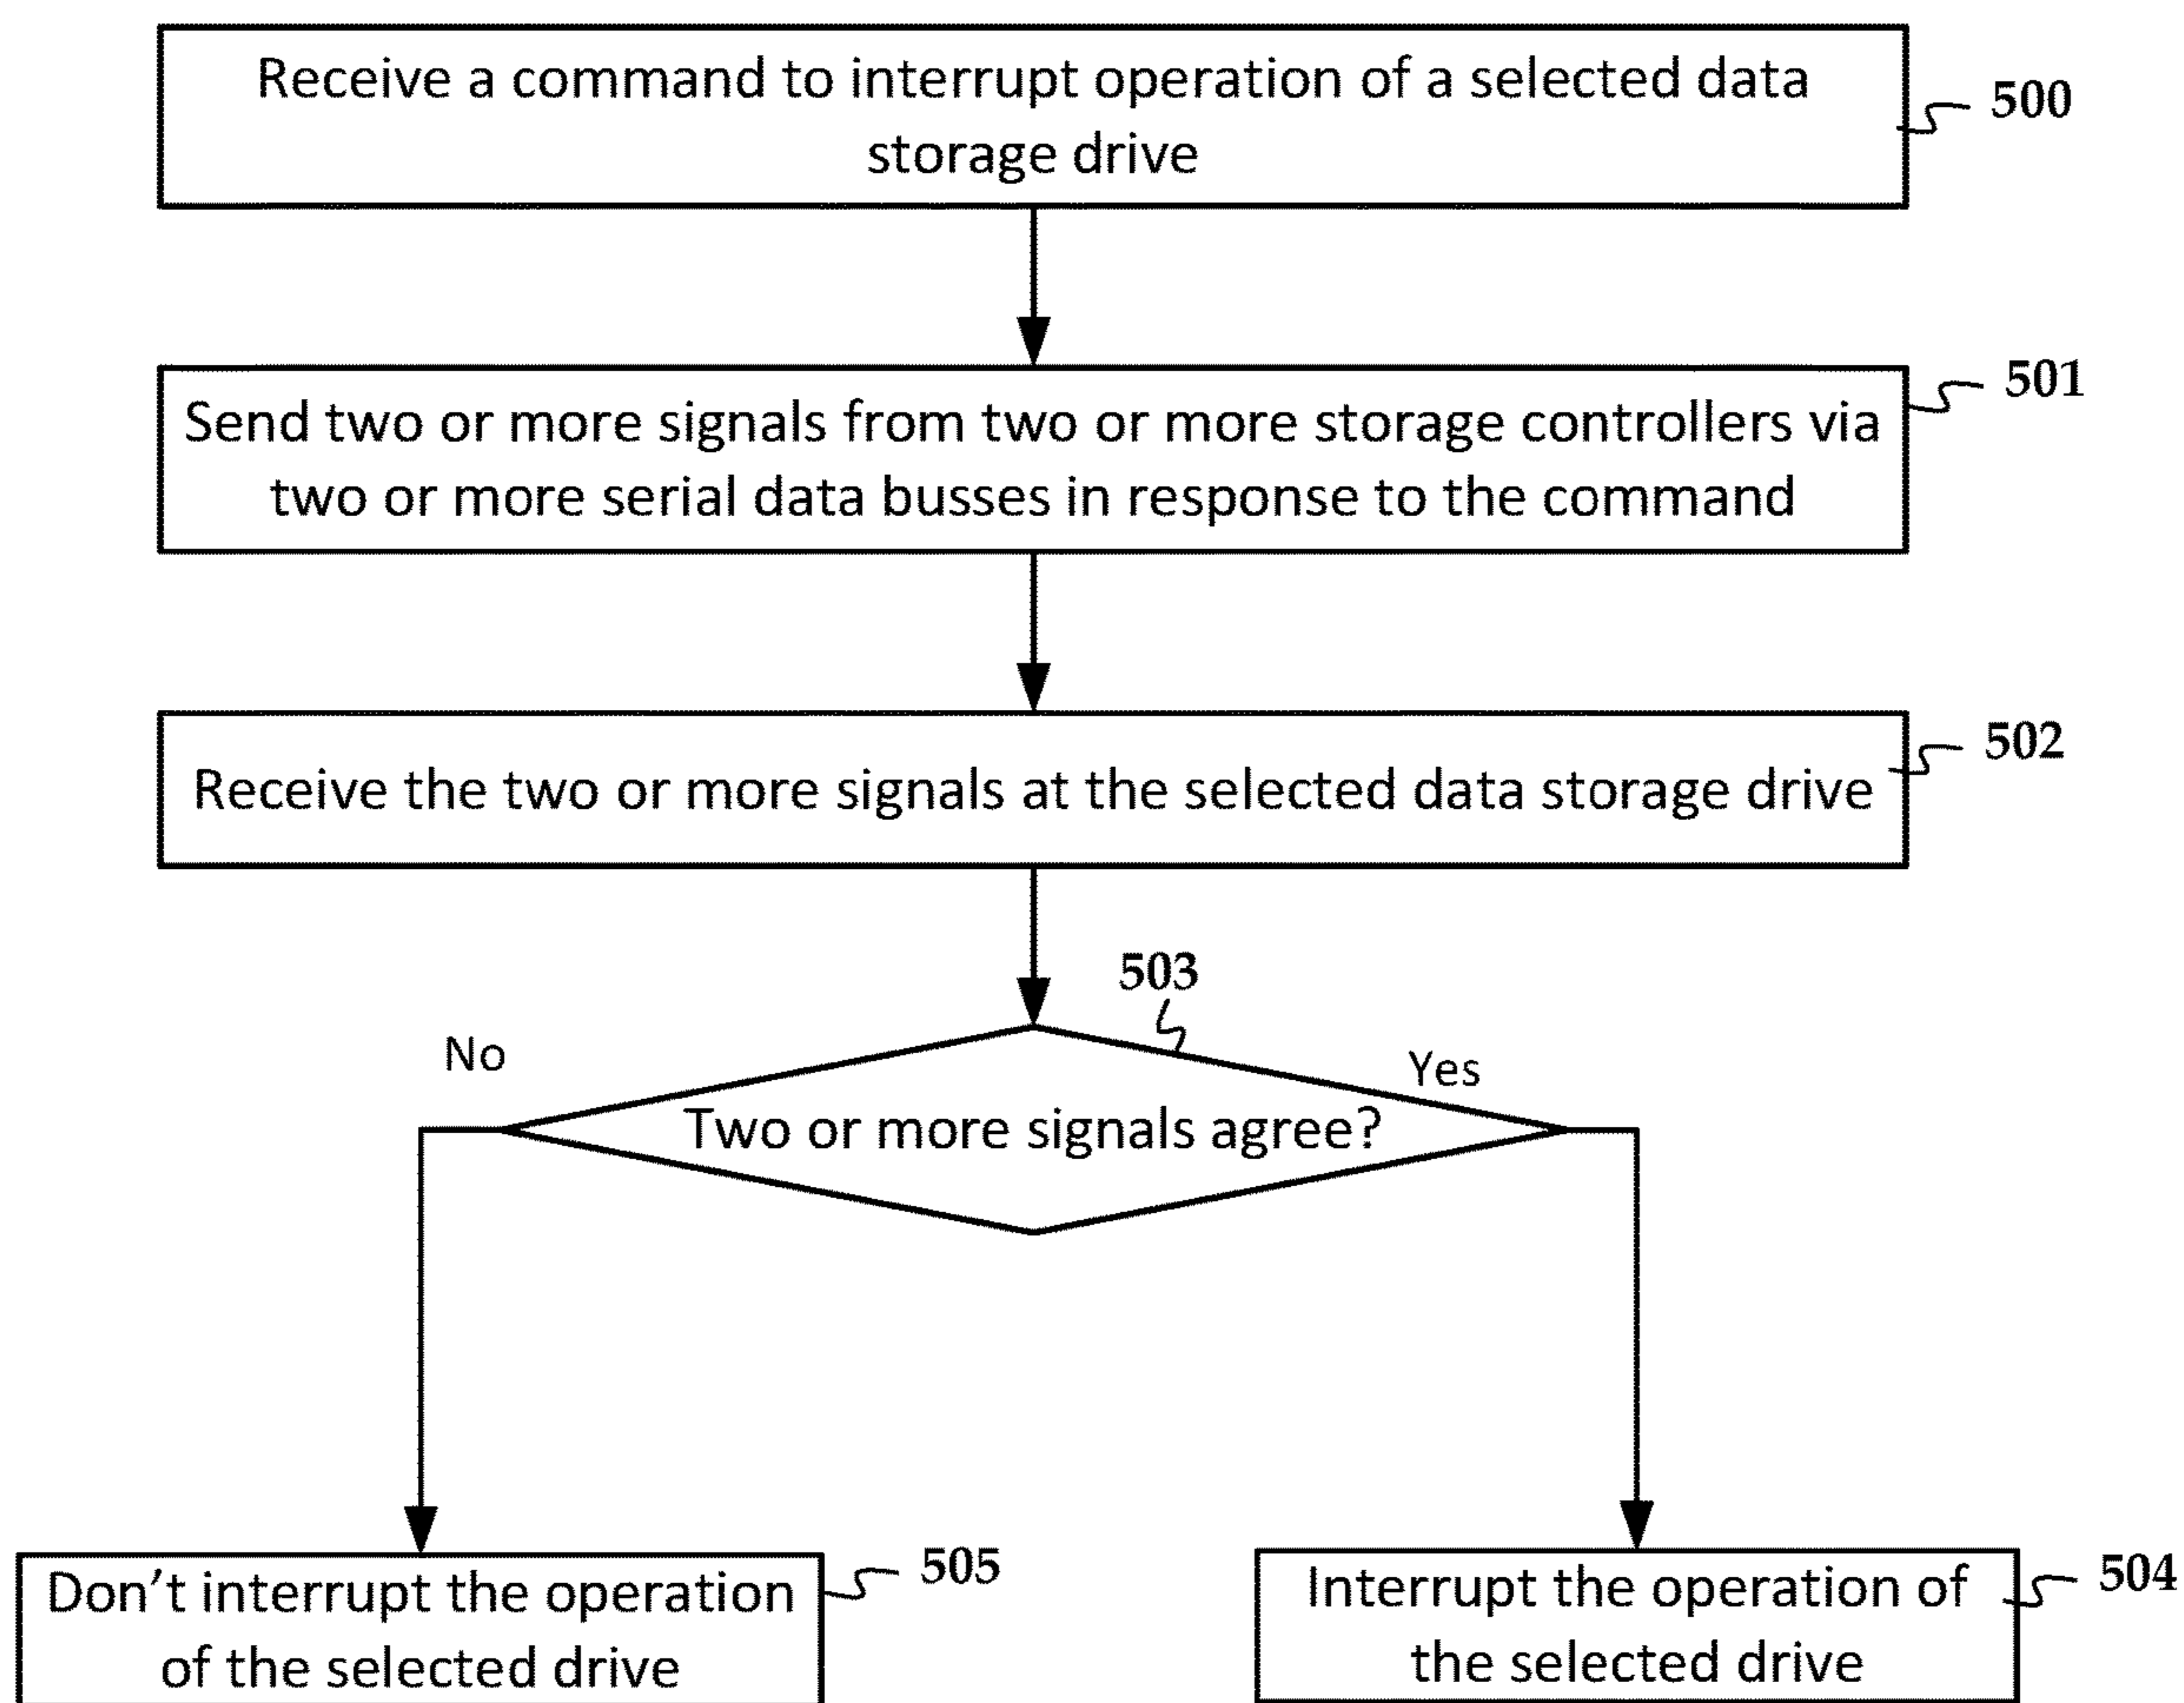 Receive a command to interrupt operation of a selected data
storage drive
500
Send two or more signals from two or more storage controllers via
two or more serial data busses in response to the command
501
Receive the two or more signals at the selected data storage drive
502
503
No
Yes
Two or more signals agree?
Don't interrupt the operation
of the selected drive
505
Interrupt the operation of
the selected drive
504